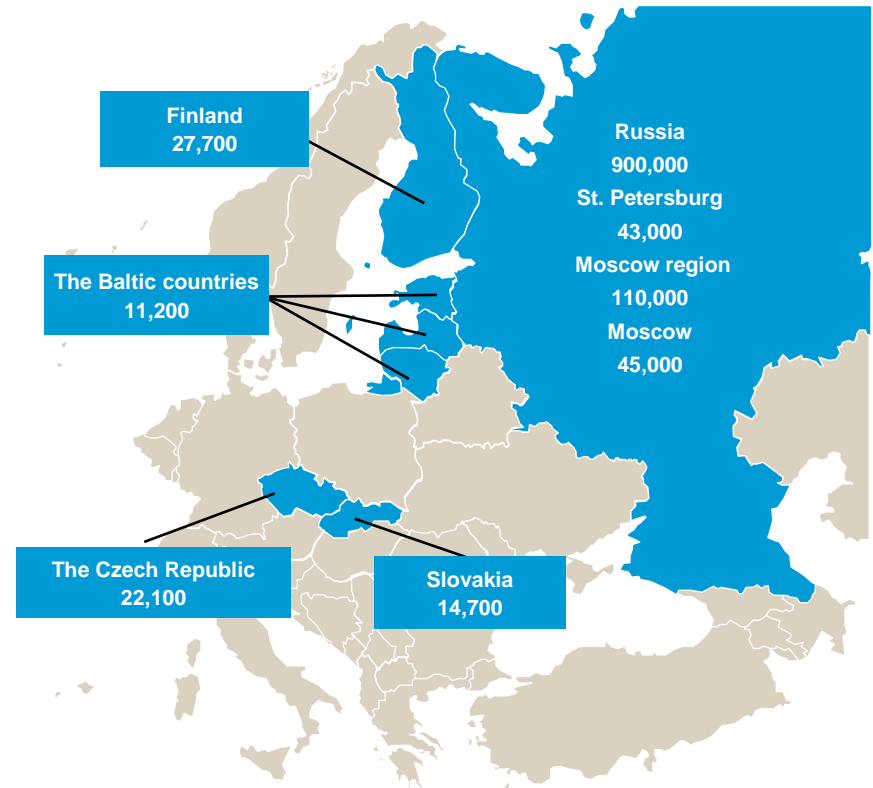 Finland
27,700
Russia
900,000
St. Petersburg
43,000
Moscow region
110,000
Moscow
45,000
The Baltic countries
11,200
The Czech Republic
22,100
Slovakia
14,700